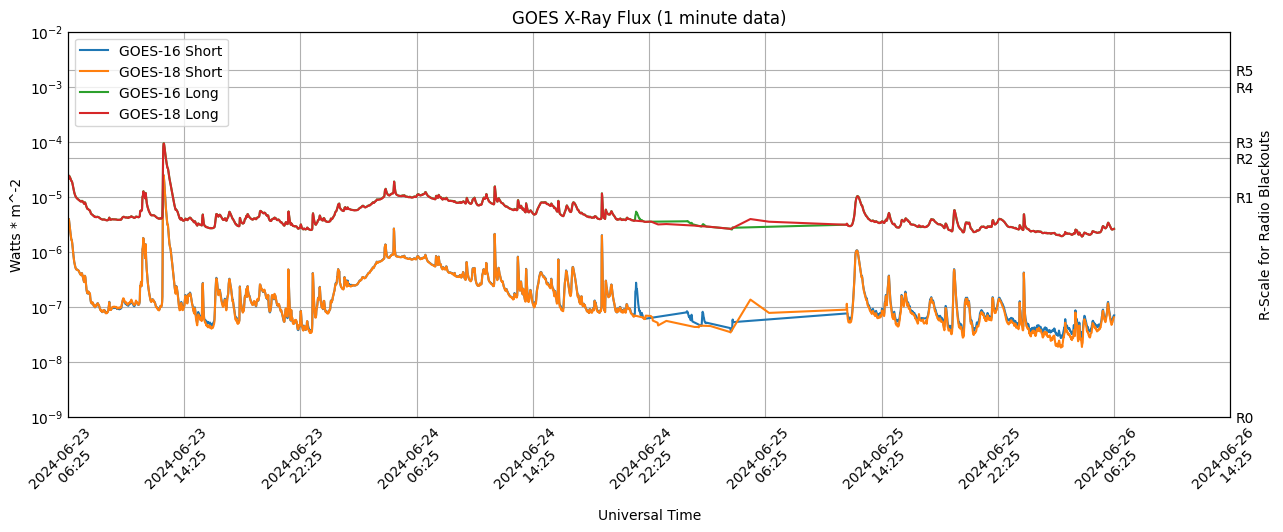 GOES X-Ray Flux (1 minute data)
GOES-16 Short
GOES-18 Short
GOES-16 Long
GOES-18 Long
10^-2
10^-3
10^-4
10^-5
10^-6
10^-7
10^-8
10^-9
Watts * m^-2
R5
R4
R3
R2
R1
R0
R-Scale for Radio Blackouts
2024-06-23
06:25
2024-06-23
14:25
2024-06-23
22:25
2024-06-24
06:25
2024-06-24
14:25
2024-06-24
22:25
2024-06-25
06:25
2024-06-25
14:25
2024-06-25
22:25
2024-06-26
06:25
2024-06-26
14:25
Universal Time